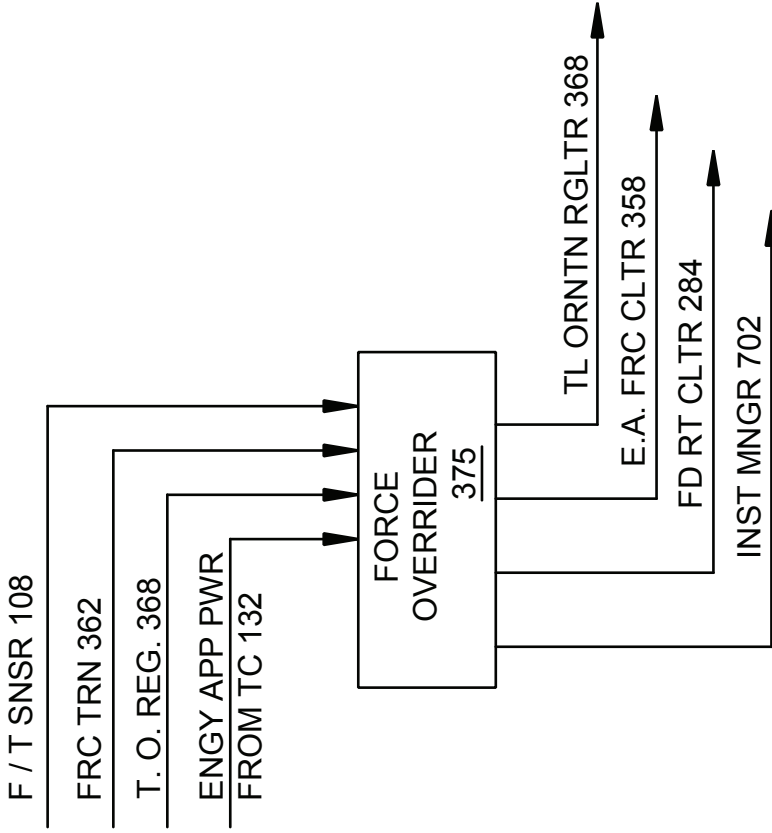 F / T SNSR 108
FRC TRN 362
T. O. REG. 368
ENGY APP PWR
FROM TC 132
FORCE
OVERRIDER
375
TL ORNTN RGLTR 368
E.A. FRC CLTR 358
FD RT CLTR 284
INST MNGR 702